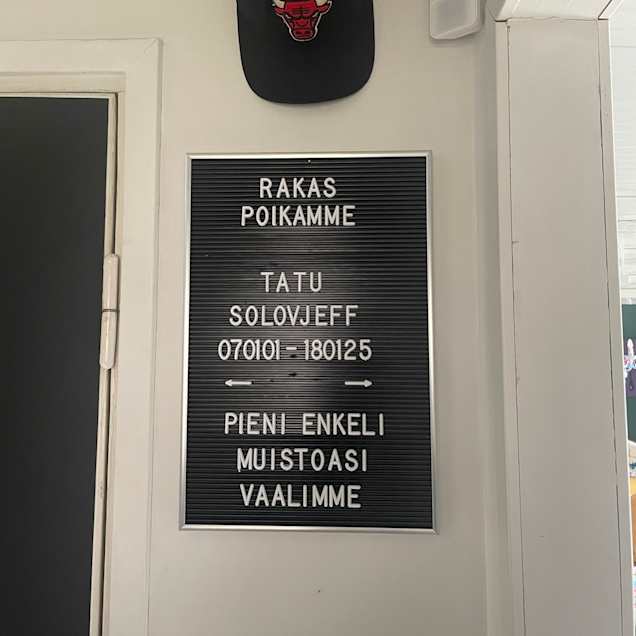 RAKAS
POIKAMME
TATU
SOLOVJEFF
070101-180125
PIENI ENKELI
MUISTOASI
VAALIMME